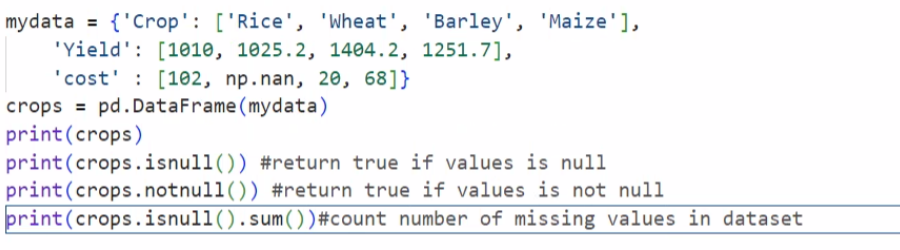 mydata = {'Crop': ['Rice', 'Wheat', 'Barley', 'Maize'],
    'Yield': [1010, 1025.2, 1404.2, 1251.7],
    'cost' : [102, np.nan, 20, 68]}
crops = pd.DataFrame(mydata)
print(crops)
print(crops.isnull()) #return true if values is null
print(crops.notnull()) #return true if values is not null
print(crops.isnull().sum())#count number of missing values in dataset